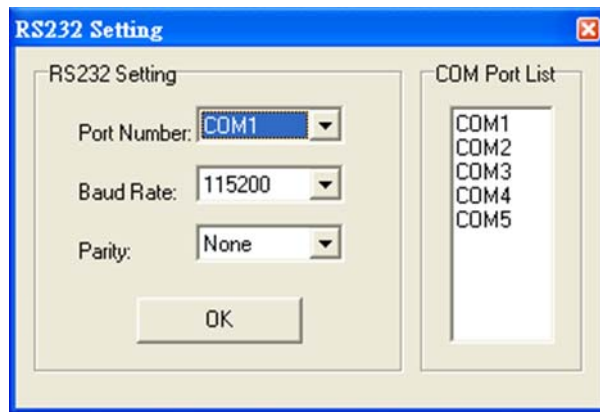 RS232 Setting
RS232 Setting
Port Number: COM1
Baud Rate: 115200
Parity: None
OK
COM Port List
COM1
COM2
COM3
COM4
COM5